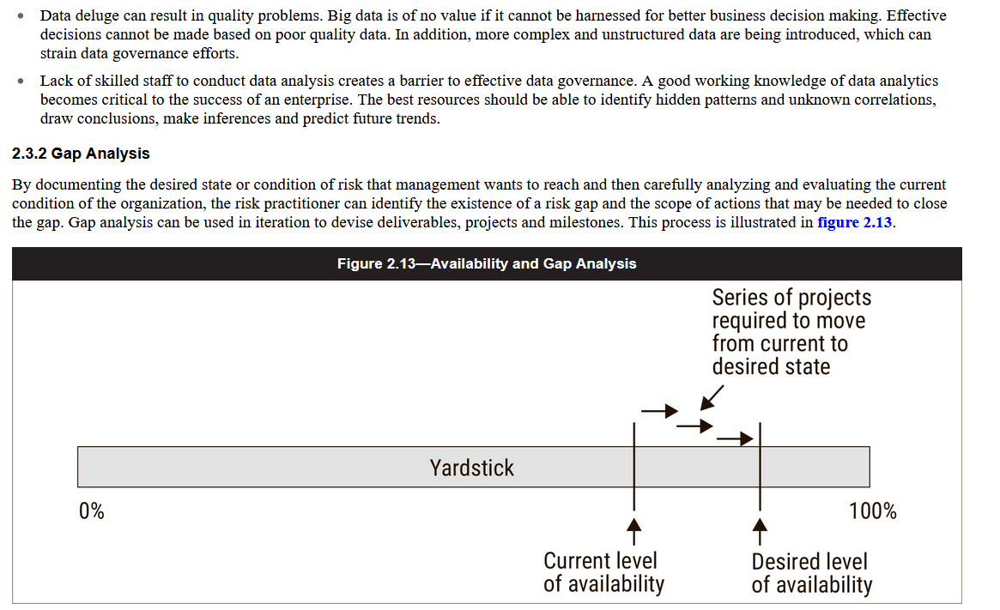 • Data deluge can result in quality problems. Big data is of no value if it cannot be harnessed for better business decision making. Effective
decisions cannot be made based on poor quality data. In addition, more complex and unstructured data are being introduced, which can
strain data governance efforts.
• Lack of skilled staff to conduct data analysis creates a barrier to effective data governance. A good working knowledge of data analytics
becomes critical to the success of an enterprise. The best resources should be able to identify hidden patterns and unknown correlations,
draw conclusions, make inferences and predict future trends.
2.3.2 Gap Analysis
By documenting the desired state or condition of risk that management wants to reach and then carefully analyzing and evaluating the current
condition of the organization, the risk practitioner can identify the existence of a risk gap and the scope of actions that may be needed to close
the gap. Gap analysis can be used in iteration to devise deliverables, projects and milestones. This process is illustrated in figure 2.13.
Figure 2.13—Availability and Gap Analysis
Series of projects
required to move
from current to
desired state
Yardstick
0%
100%
Current level
of availability
Desired level
of availability